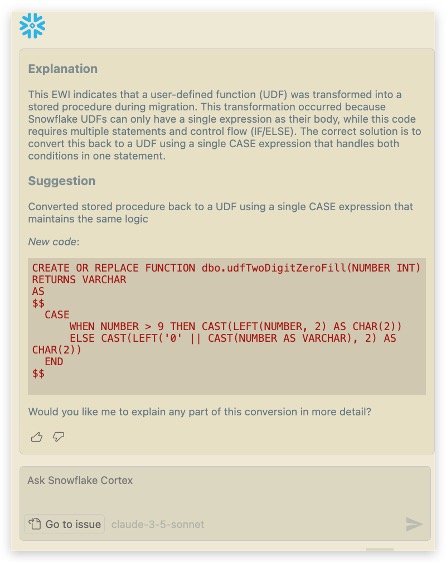 Explanation
This EWI indicates that a user-defined function (UDF) was transformed into a
stored procedure during migration. This transformation occurred because
Snowflake UDFs can only have a single expression as their body, while this code
requires multiple statements and control flow (IF/ELSE). The correct solution is to
convert this back to a UDF using a single CASE expression that handles both
conditions in one statement.
Suggestion
Converted stored procedure back to a UDF using a single CASE expression that
maintains the same logic
New code:
CREATE OR REPLACE FUNCTION dbo.udfTwoDigitZeroFill(NUMBER INT)
RETURNS VARCHAR
AS
$$
CASE
WHEN NUMBER > 9 THEN CAST(LEFT(NUMBER, 2) AS CHAR(2))
ELSE CAST(LEFT('0' || CAST(NUMBER AS VARCHAR), 2) AS
CHAR(2))
END
$$
Would you like me to explain any part of this conversion in more detail?
Ask Snowflake Cortex
Go to issue claude-3-5-sonnet